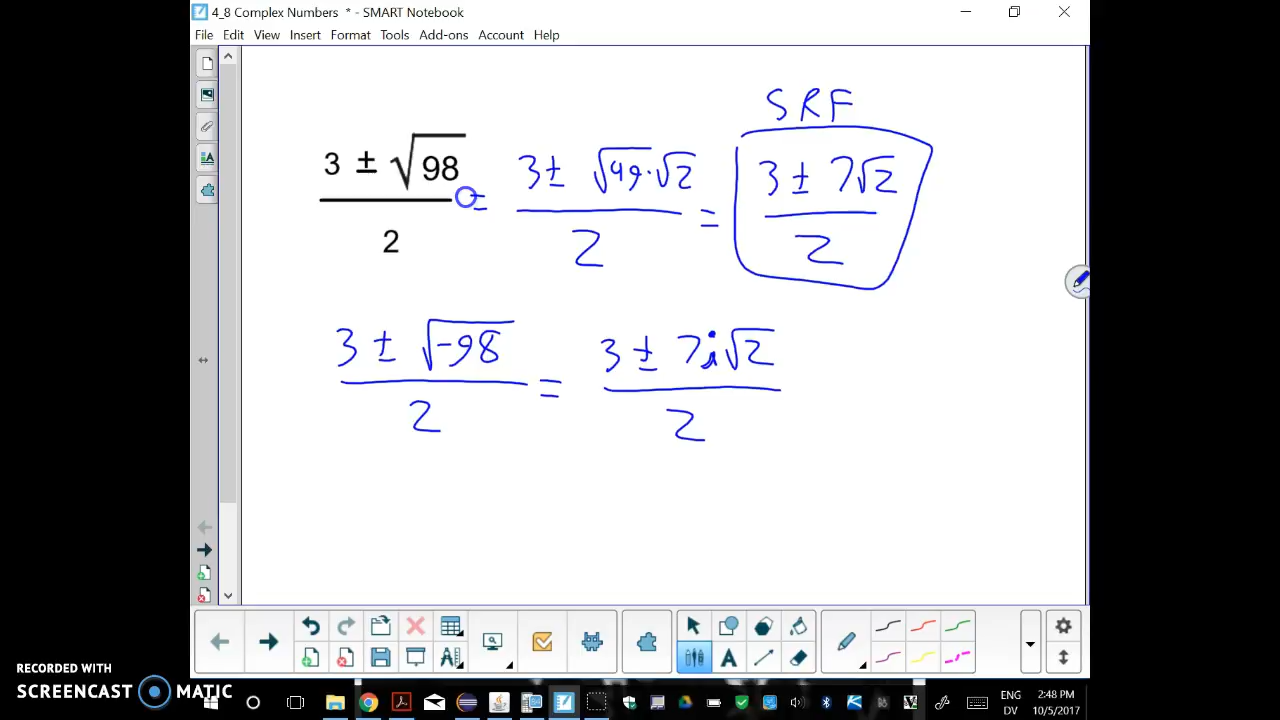 4_8 Complex Numbers * - SMART Notebook
File Edit View Insert Format Tools Add-ons Account Help
SRF
3 ± √98 / 2 = 3 ± √49·√2 / 2 = 3 ± 7√2 / 2
3 ± √-98 / 2 = 3 ± 7i√2 / 2
RECORDED WITH
SCREENCAST MATIC
ENG
DV
2:48 PM
10/5/2017